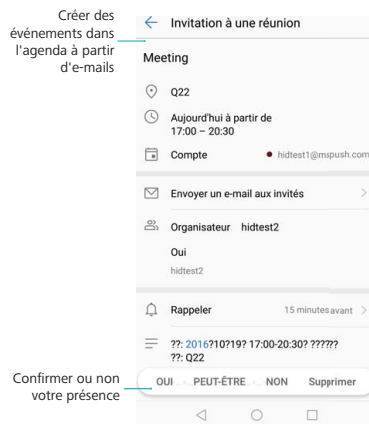 Créer des
événements dans
l'agenda à partir
d'e-mails
Invitation à une réunion
Meeting
Q22
Aujourd'hui à partir de
17:00 – 20:30
Compte hidtest1@mspush.com
Envoyer un e-mail aux invités
Organisateur hidtest2
Oui
hidtest2
Rappeler 15 minutes avant
??: 2016?10?19? 17:00-20:30? ??????
??: Q22
Confirmer ou non
votre présence
OUI PEUT-ÊTRE NON Supprimer